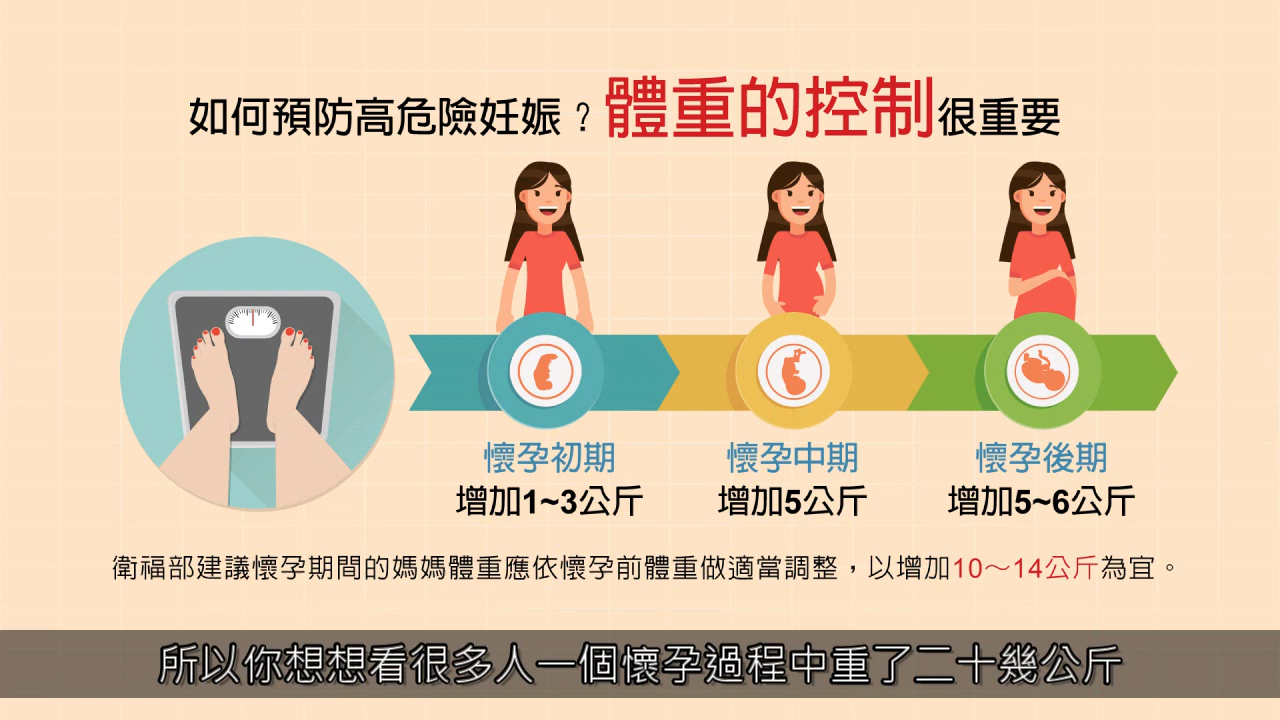 如何預防高危險妊娠？體重的控制很重要
懷孕初期
增加1~3公斤
懷孕中期
增加5公斤
懷孕後期
增加5~6公斤
衛福部建議懷孕期間的媽媽體重應依懷孕前體重做適當調整，以增加10～14公斤為宜。
所以你想想看很多人一個懷孕過程中重了二十幾公斤